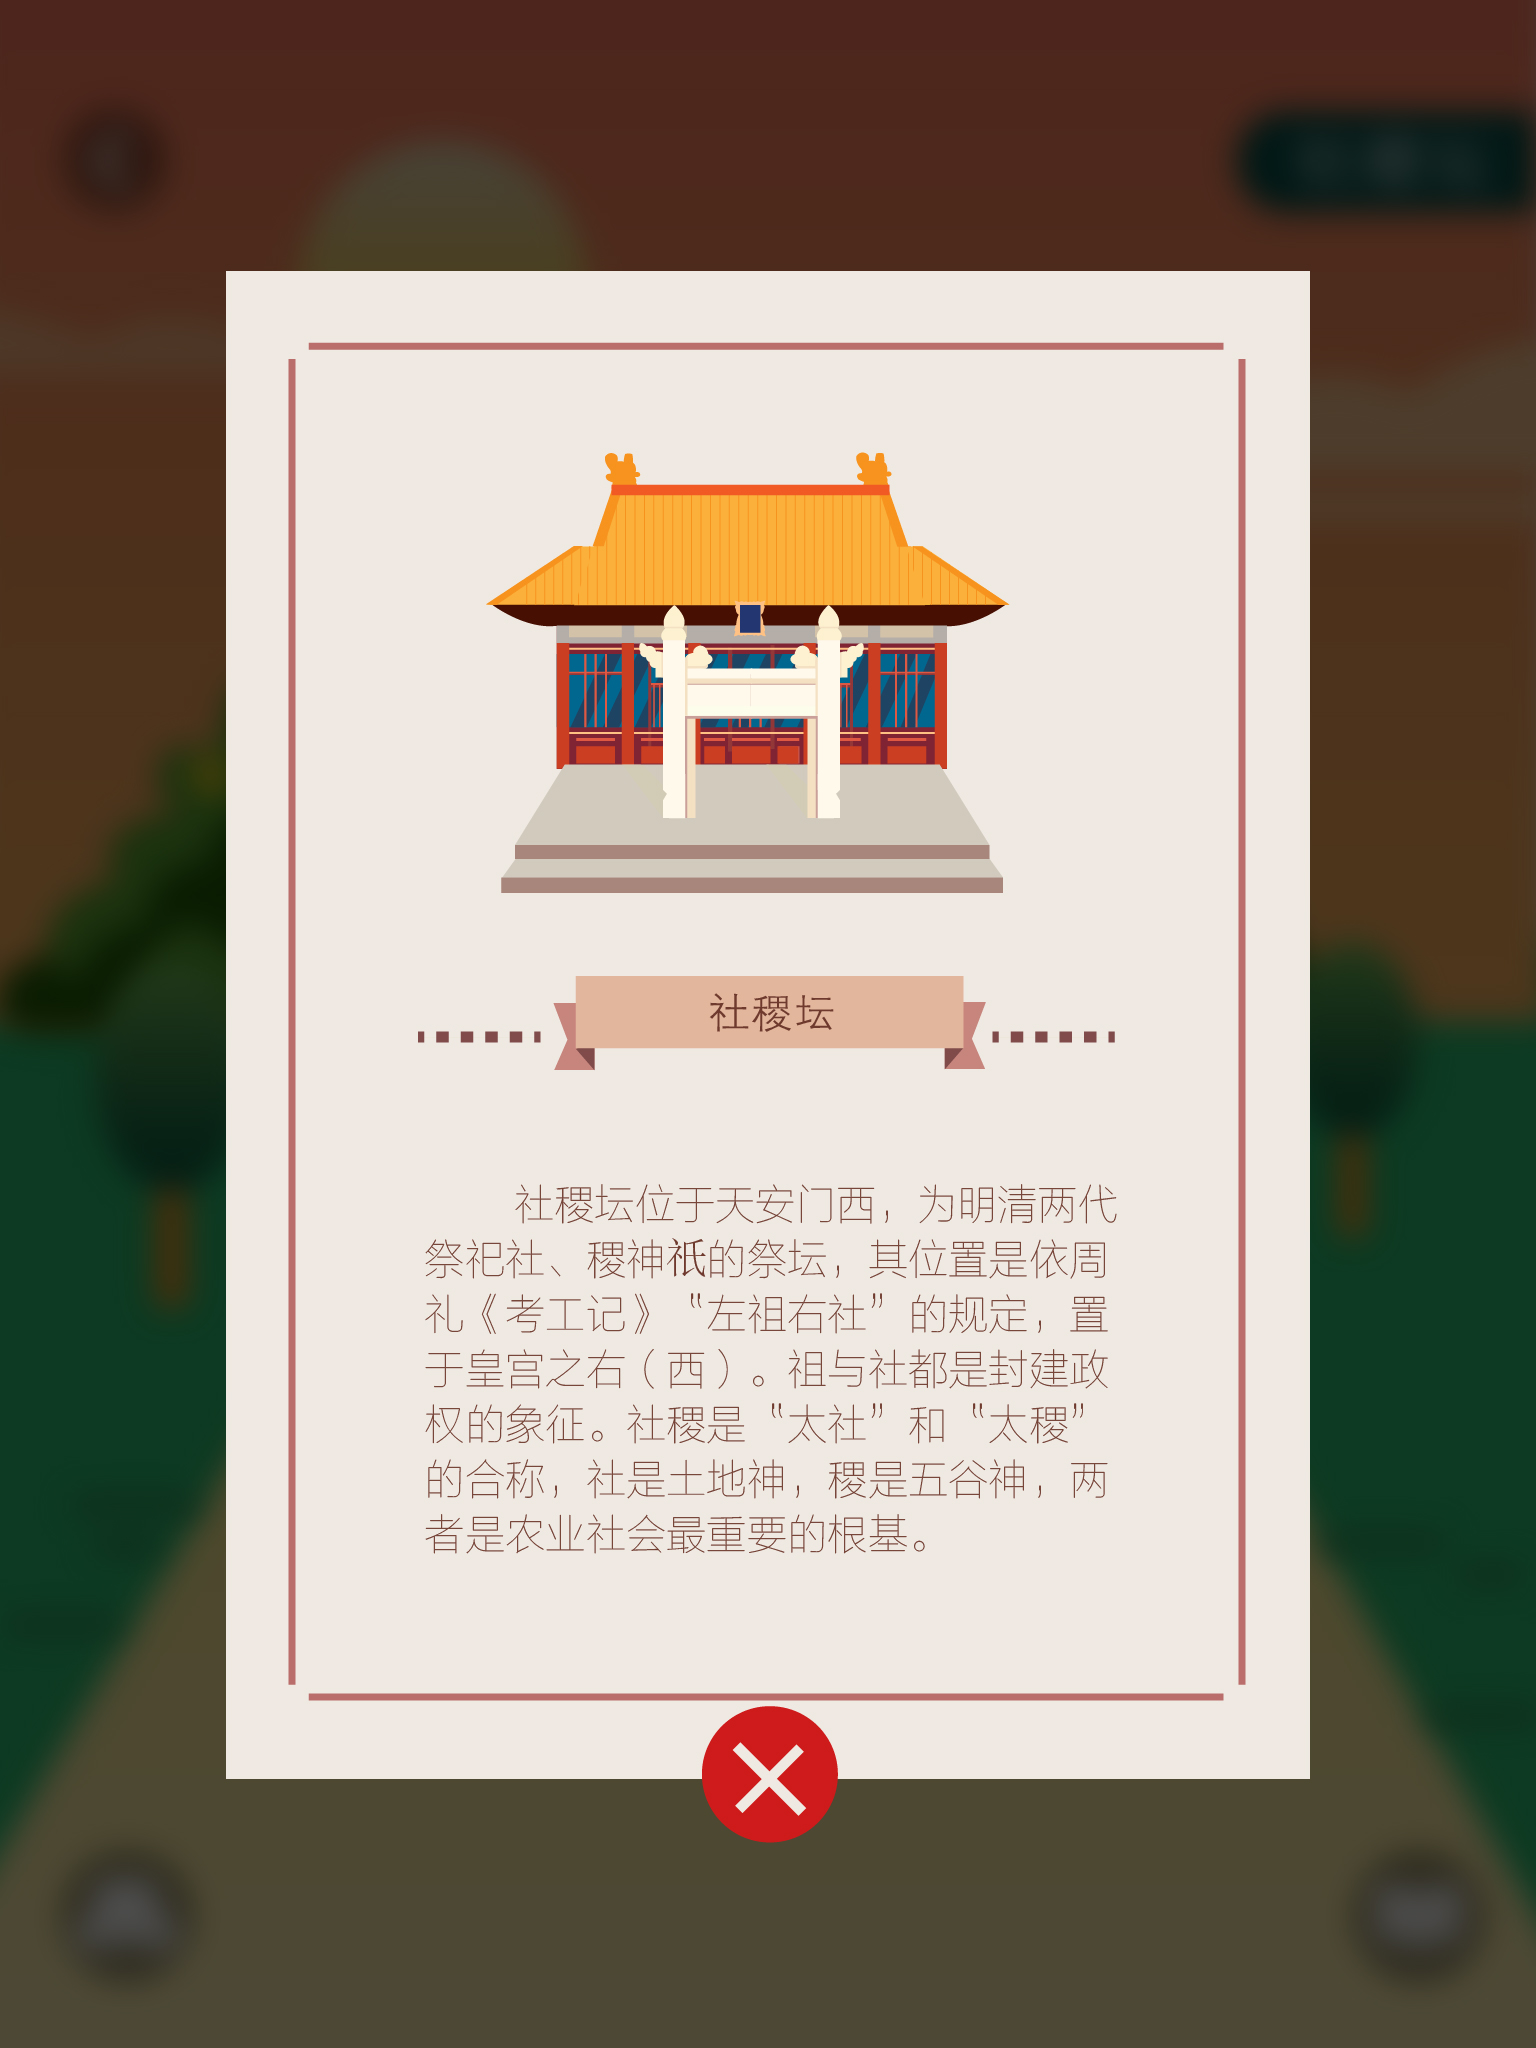 社稷坛
社稷坛位于天安门西，为明清两代
祭祀社、稷神祇的祭坛，其位置是依周
礼《考工记》“左祖右社”的规定，置
于皇宫之右（西）。祖与社都是封建政
权的象征。社稷是“太社”和“太稷”
的合称，社是土地神，稷是五谷神，两
者是农业社会最重要的根基。